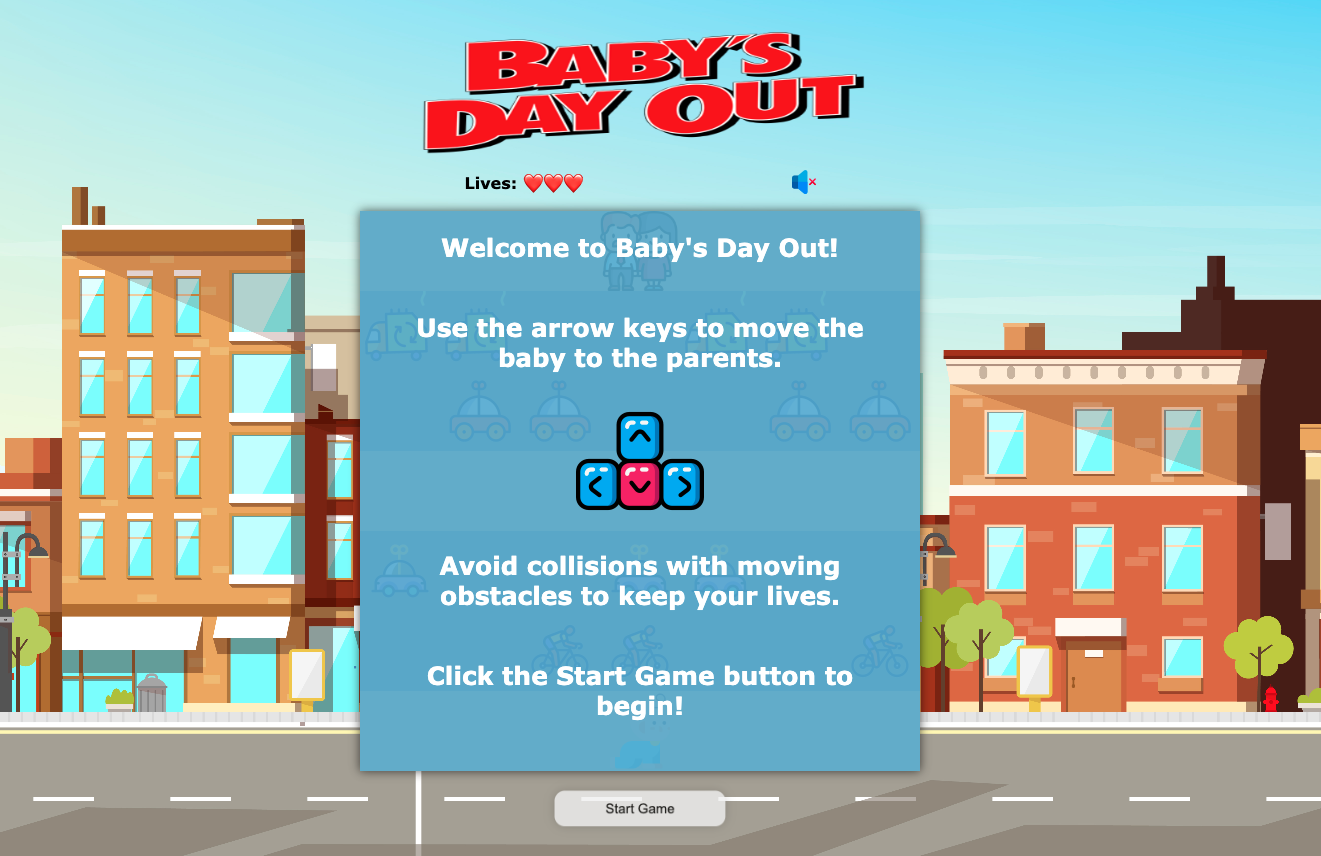 BABY'S
DAY OUT
Lives: ❤️❤️❤️
Welcome to Baby's Day Out!
Use the arrow keys to move the
baby to the parents.
Avoid collisions with moving
obstacles to keep your lives.
Click the Start Game button to
begin!
Start Game